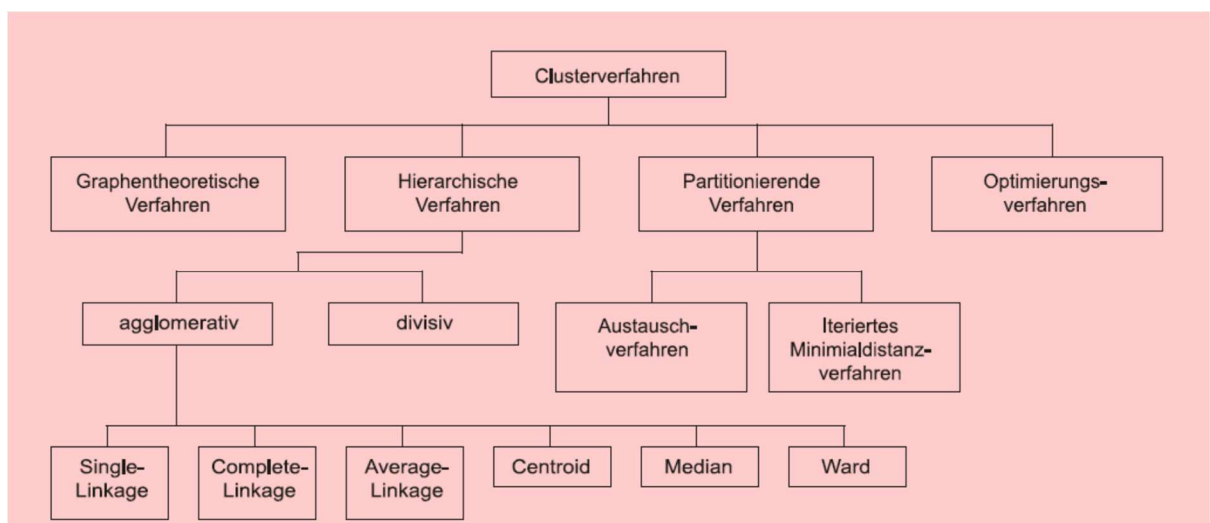 Clusterverfahren
Graphentheoretische
Verfahren
Hierarchische
Verfahren
Partitionierende
Verfahren
Optimierungs-
verfahren
agglomerativ
divisiv
Austausch-
verfahren
Iteriertes
Minimialdistanz-
verfahren
Single-
Linkage
Complete-
Linkage
Average-
Linkage
Centroid
Median
Ward